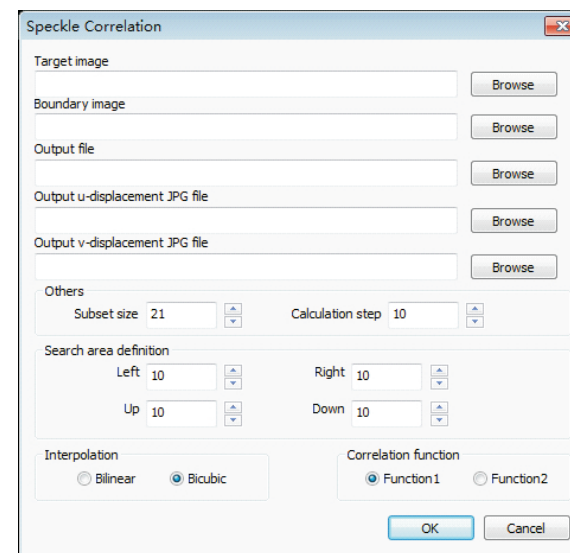 Speckle Correlation
Target image
Browse
Boundary image
Browse
Output file
Browse
Output u-displacement JPG file
Browse
Output v-displacement JPG file
Browse
Others
Subset size 21 Calculation step 10
Search area definition
Left 10 Right 10
Up 10 Down 10
Interpolation Correlation function
Bilinear Bicubic Function1 Function2
OK Cancel